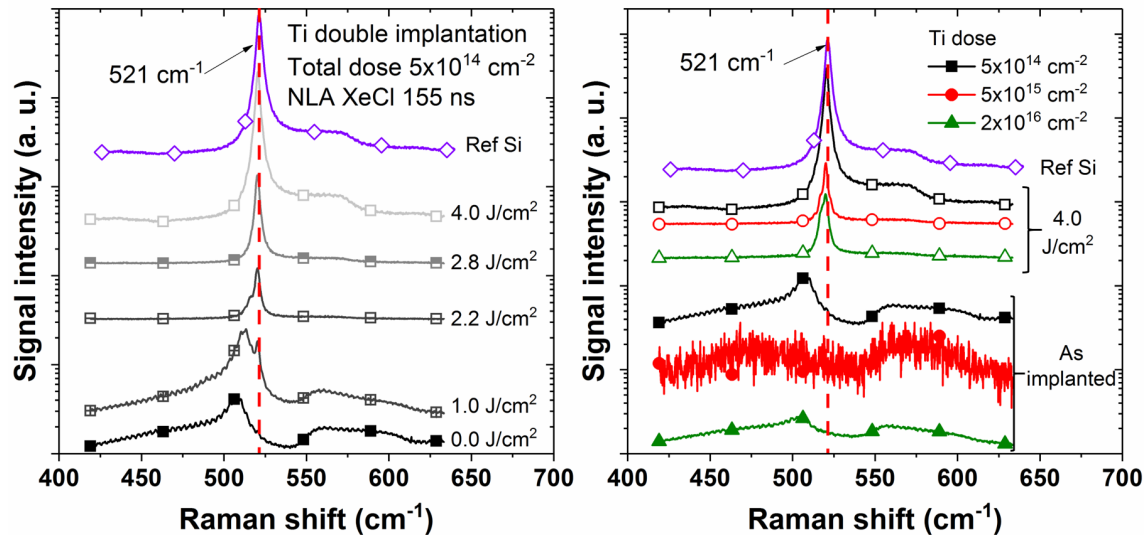 Ti double implantation
521 cm⁻¹
Total dose 5x10¹⁴ cm⁻²
NLA XeCl 155 ns
Ref Si
4.0 J/cm²
2.8 J/cm²
2.2 J/cm²
1.0 J/cm²
0.0 J/cm²
Signal intensity (a. u.)
400 450 500 550 600 650 700
Raman shift (cm⁻¹)
Ti dose
521 cm⁻¹
5x10¹⁴ cm⁻²
5x10¹⁵ cm⁻²
2x10¹⁶ cm⁻²
Ref Si
4.0
J/cm²
As
implanted
Signal intensity (a. u.)
400 450 500 550 600 650 700
Raman shift (cm⁻¹)